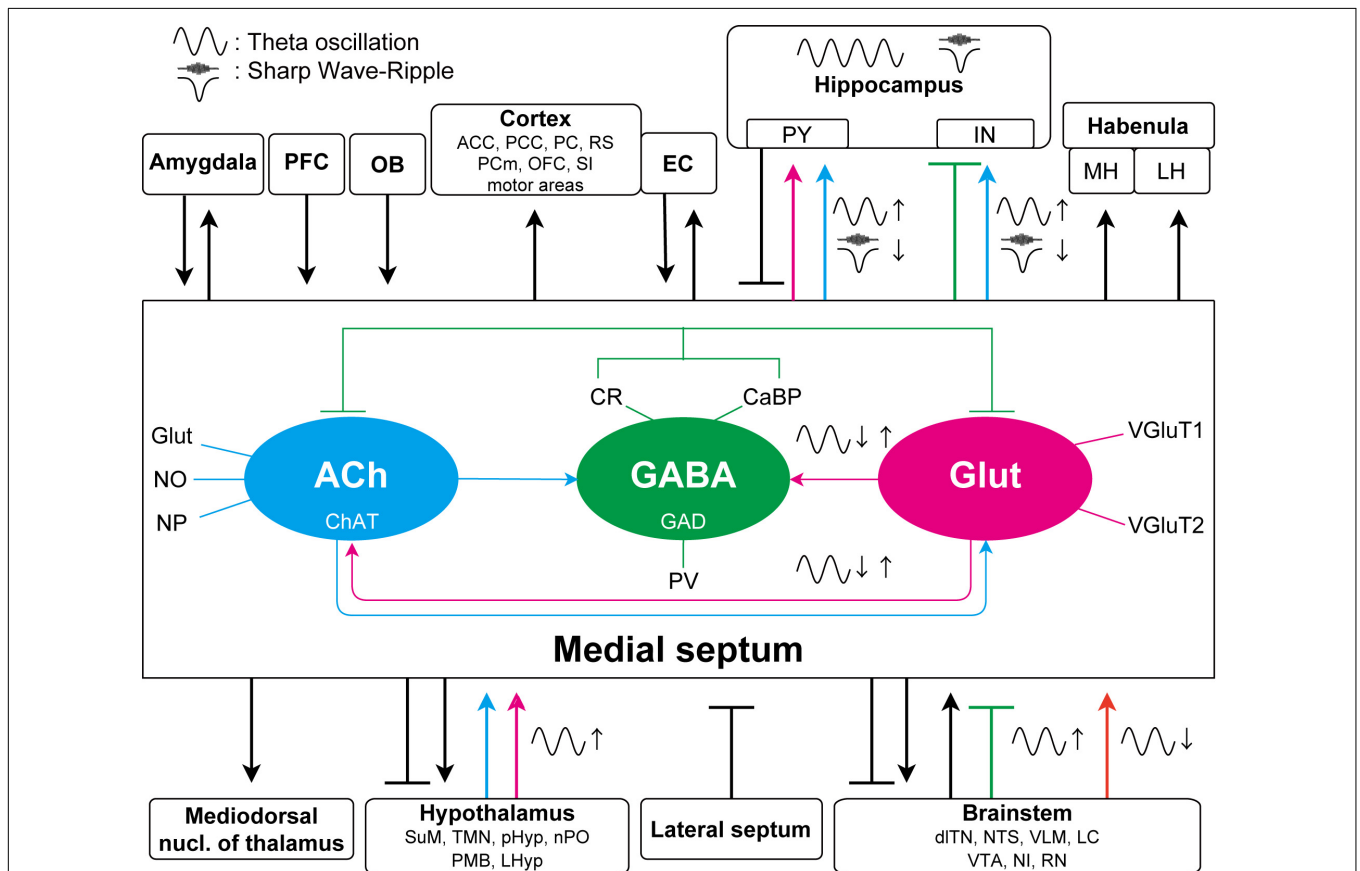 : Theta oscillation
: Sharp Wave-Ripple
Amygdala
PFC
OB
Cortex
ACC, PCC, PC, RS
PCm, OFC, SI
motor areas
EC
Hippocampus
PY
IN
Habenula
MH
LH
CR
CaBP
Glut
NO
NP
ACh
ChAT
GABA
GAD
PV
Glut
VGluT1
VGluT2
Medial septum
Mediodorsal
nucl. of thalamus
Hypothalamus
SuM, TMN, pHyp, nPO
PMB, LHyp
Lateral septum
Brainstem
dlTN, NTS, VLM, LC
VTA, NI, RN